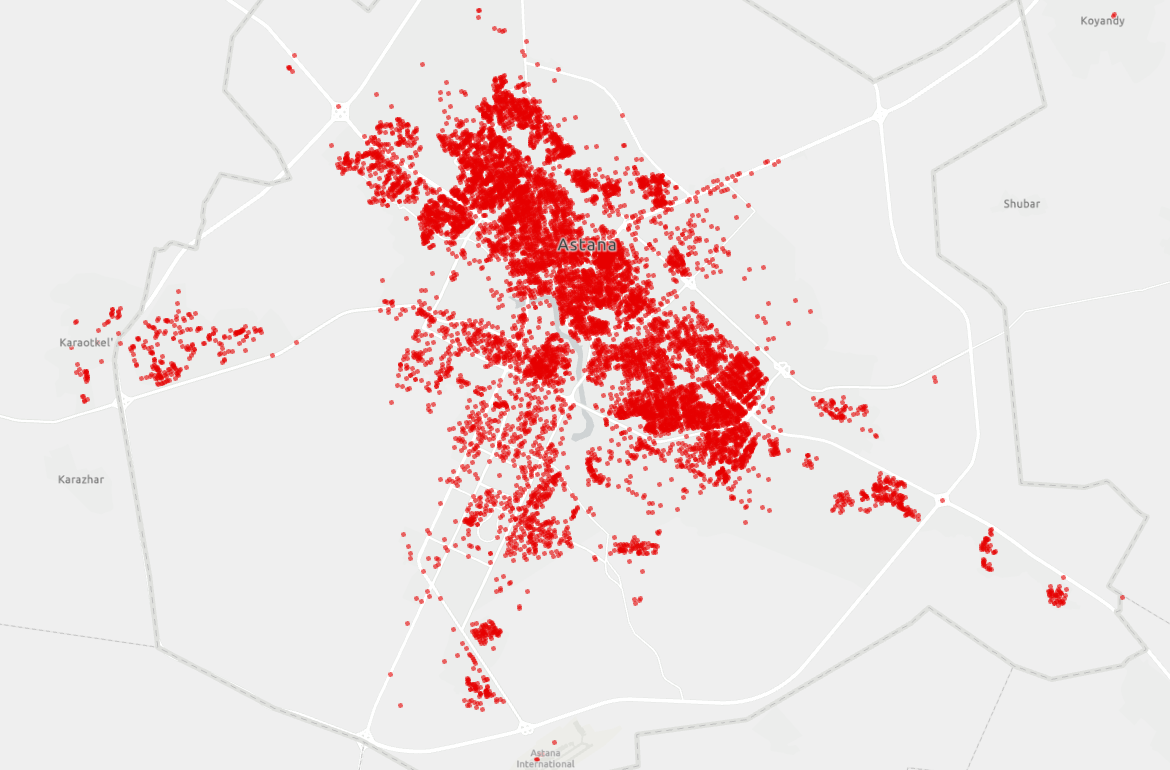 Koyandy
Shubar
Astana
Karaotkel'
Karazhar
Astana
International